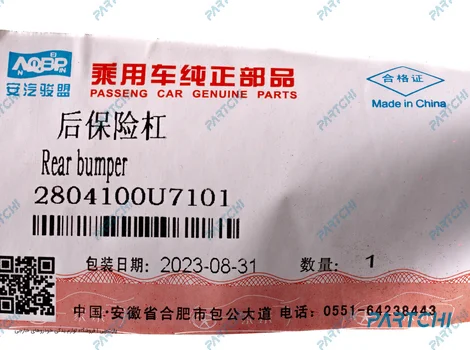 AQBP
安汽骏盟
乘用车纯正部品
PASSENG CAR GENUINE PARTS
合格证
Made in China
后保险杠
Rear bumper
2804100U7101
包装日期: 2023-08-31 数量: 1
中国·安徽省合肥市包公大道 电话: 0551-64238443
PARTCHI